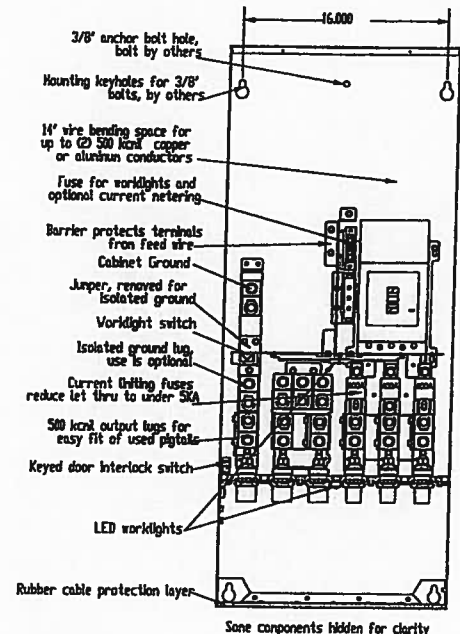 16.000
3/8' anchor bolt hole,
bolt by others
Mounting keyholes for 3/8'
bolts, by others
14' wire bending space for
up to (2) 500 kcmil copper
or aluminum conductors
Fuse for worklights and
optional current metering
Barrier protects terminals
from feed wire
Cabinet Ground
Jumper, removed for
isolated ground
Worklight switch
Isolated ground lug,
use is optional
Current limiting fuses
reduce let thru to under 5KA
500 kcmil output lugs for
easy fit of used pigtails
Keyed door interlock switch
LED worklights
Rubber cable protection layer
Some components hidden for clarity